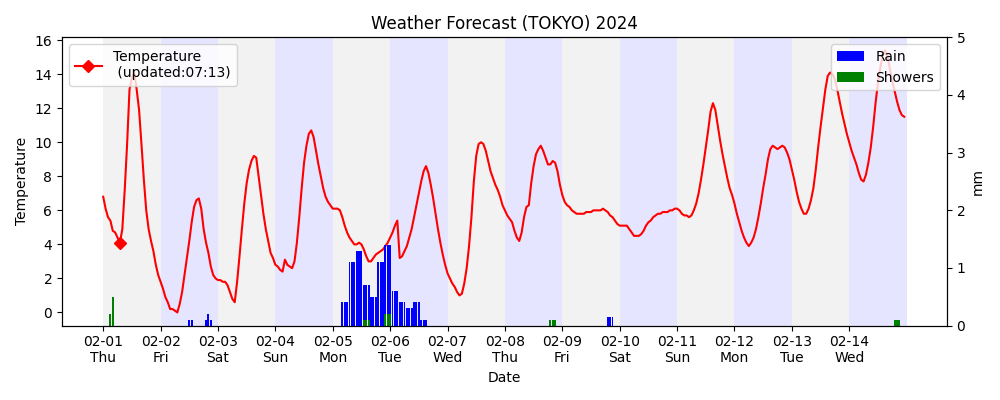 Weather Forecast (TOKYO) 2024
Temperature
(updated:07:13)
Rain
Showers
Temperature
16
14
12
10
8
6
4
2
0
5
4
3
2
1
0
mm
02-01 02-02 02-03 02-04 02-05 02-06 02-07 02-08 02-09 02-10 02-11 02-12 02-13 02-14
Thu Fri Sat Sun Mon Tue Wed Thu Fri Sat Sun Mon Tue Wed
Date